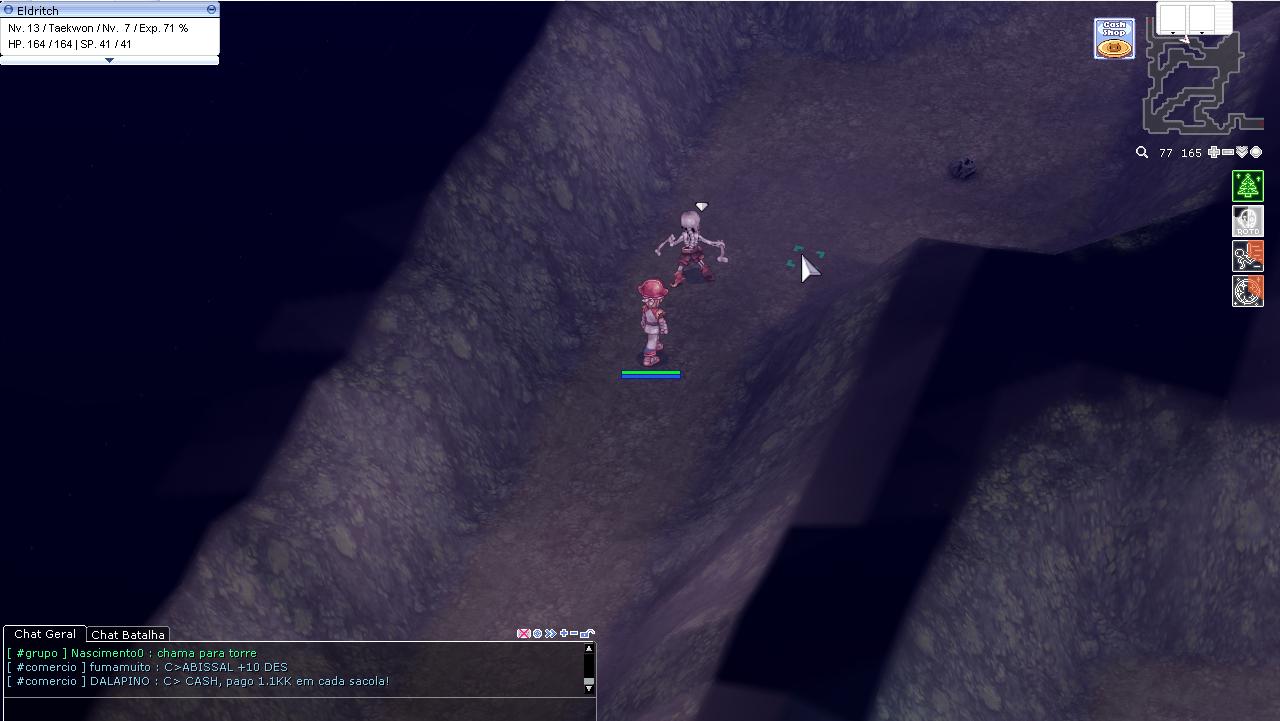 Eldritch
Nv. 13 / Taekwon / Nv. 7 / Exp. 71 %
HP. 164 / 164 | SP. 41 / 41
Cash Shop
77 165
ROTD
Chat Geral Chat Batalha
[ #grupo ] Nascimento0 : chama para torre
[ #comercio ] fumamuito : C>ABISSAL +10 DES
[ #comercio ] DALAPINO : C> CASH, pago 1.1KK em cada sacola!